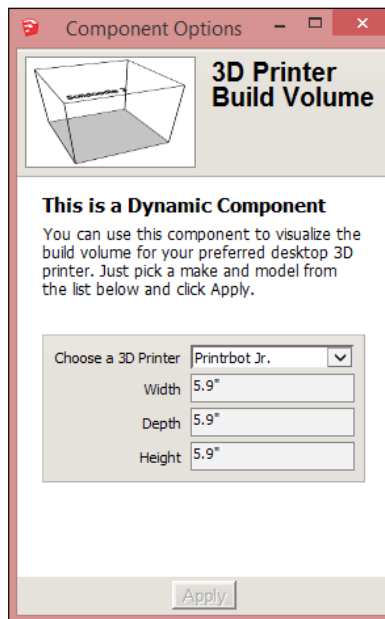 Component Options
3D Printer
Build Volume
Solidoodle 3
This is a Dynamic Component
You can use this component to visualize the
build volume for your preferred desktop 3D
printer. Just pick a make and model from
the list below and click Apply.
Choose a 3D Printer Printrbot Jr.
Width 5.9"
Depth 5.9"
Height 5.9"
Apply